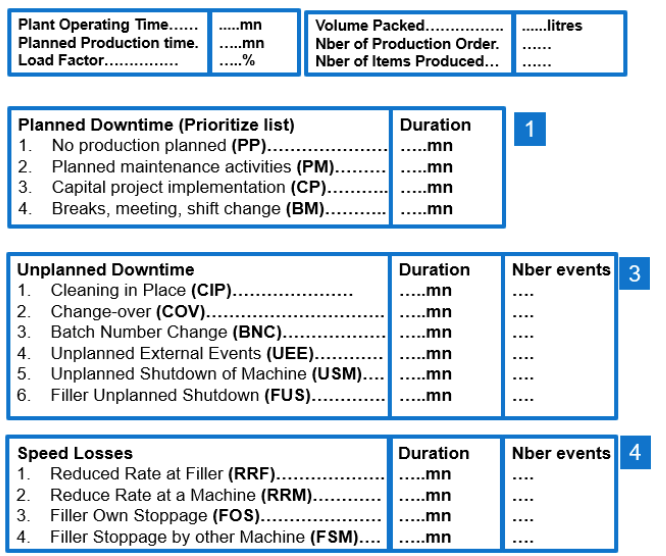 Plant Operating Time...... .....mn
Planned Production time. .....mn
Load Factor............... .....%
Volume Packed................ ......litres
Nber of Production Order. ......
Nber of Items Produced... ......
Planned Downtime (Prioritize list) Duration 1
1. No production planned (PP)..................... .....mn
2. Planned maintenance activities (PM)......... .....mn
3. Capital project implementation (CP)........... .....mn
4. Breaks, meeting, shift change (BM)........... .....mn
Unplanned Downtime Duration Nber events 3
1. Cleaning in Place (CIP)..................... .....mn ....
2. Change-over (COV)............................... .....mn ....
3. Batch Number Change (BNC).................. .....mn ....
4. Unplanned External Events (UEE)............ .....mn ....
5. Unplanned Shutdown of Machine (USM).... .....mn ....
6. Filler Unplanned Shutdown (FUS)............. .....mn ....
Speed Losses Duration Nber events 4
1. Reduced Rate at Filler (RRF)................... .....mn ....
2. Reduce Rate at a Machine (RRM)............ .....mn ....
3. Filler Own Stoppage (FOS)..................... .....mn ....
4. Filler Stoppage by other Machine (FSM).... .....mn ....